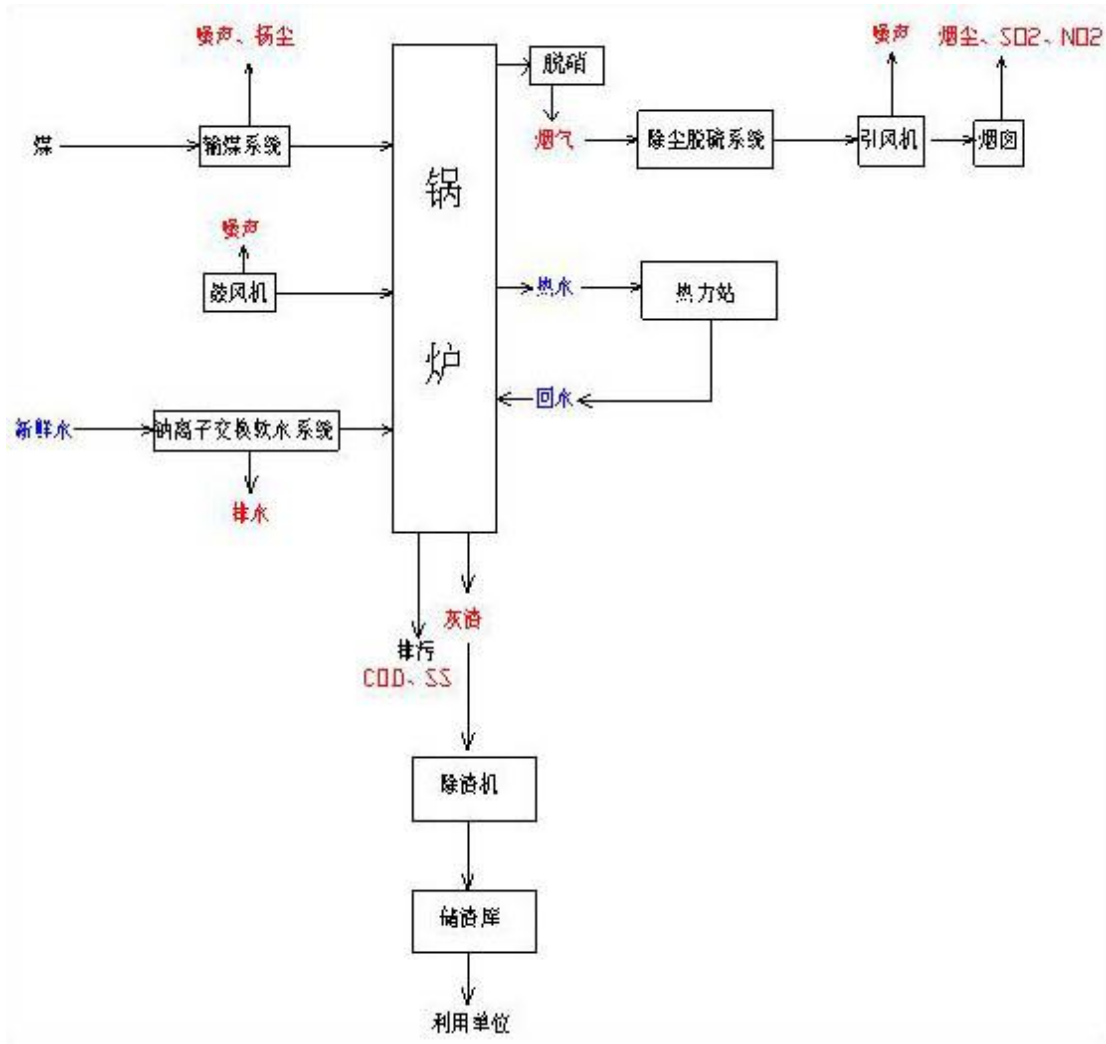 噪声、扬尘
噪声
烟尘、SO2、NO2
脱硝
煤
输煤系统
烟气
除尘脱硫系统
引风机
烟囱
锅
炉
噪声
鼓风机
热水
热力站
回水
新鲜水
钠离子交换软水系统
排水
灰渣
排污
COD、SS
除渣机
储渣库
利用单位